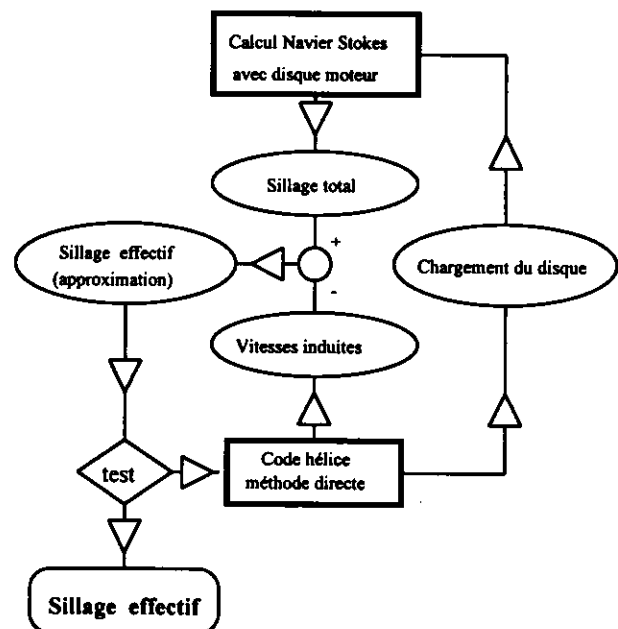 Calcul Navier Stokes
avec disque moteur
Sillage total
+
Sillage effectif
(approximation)
Chargement du disque
-
Vitesses induites
test
Code hélice
méthode directe
Sillage effectif